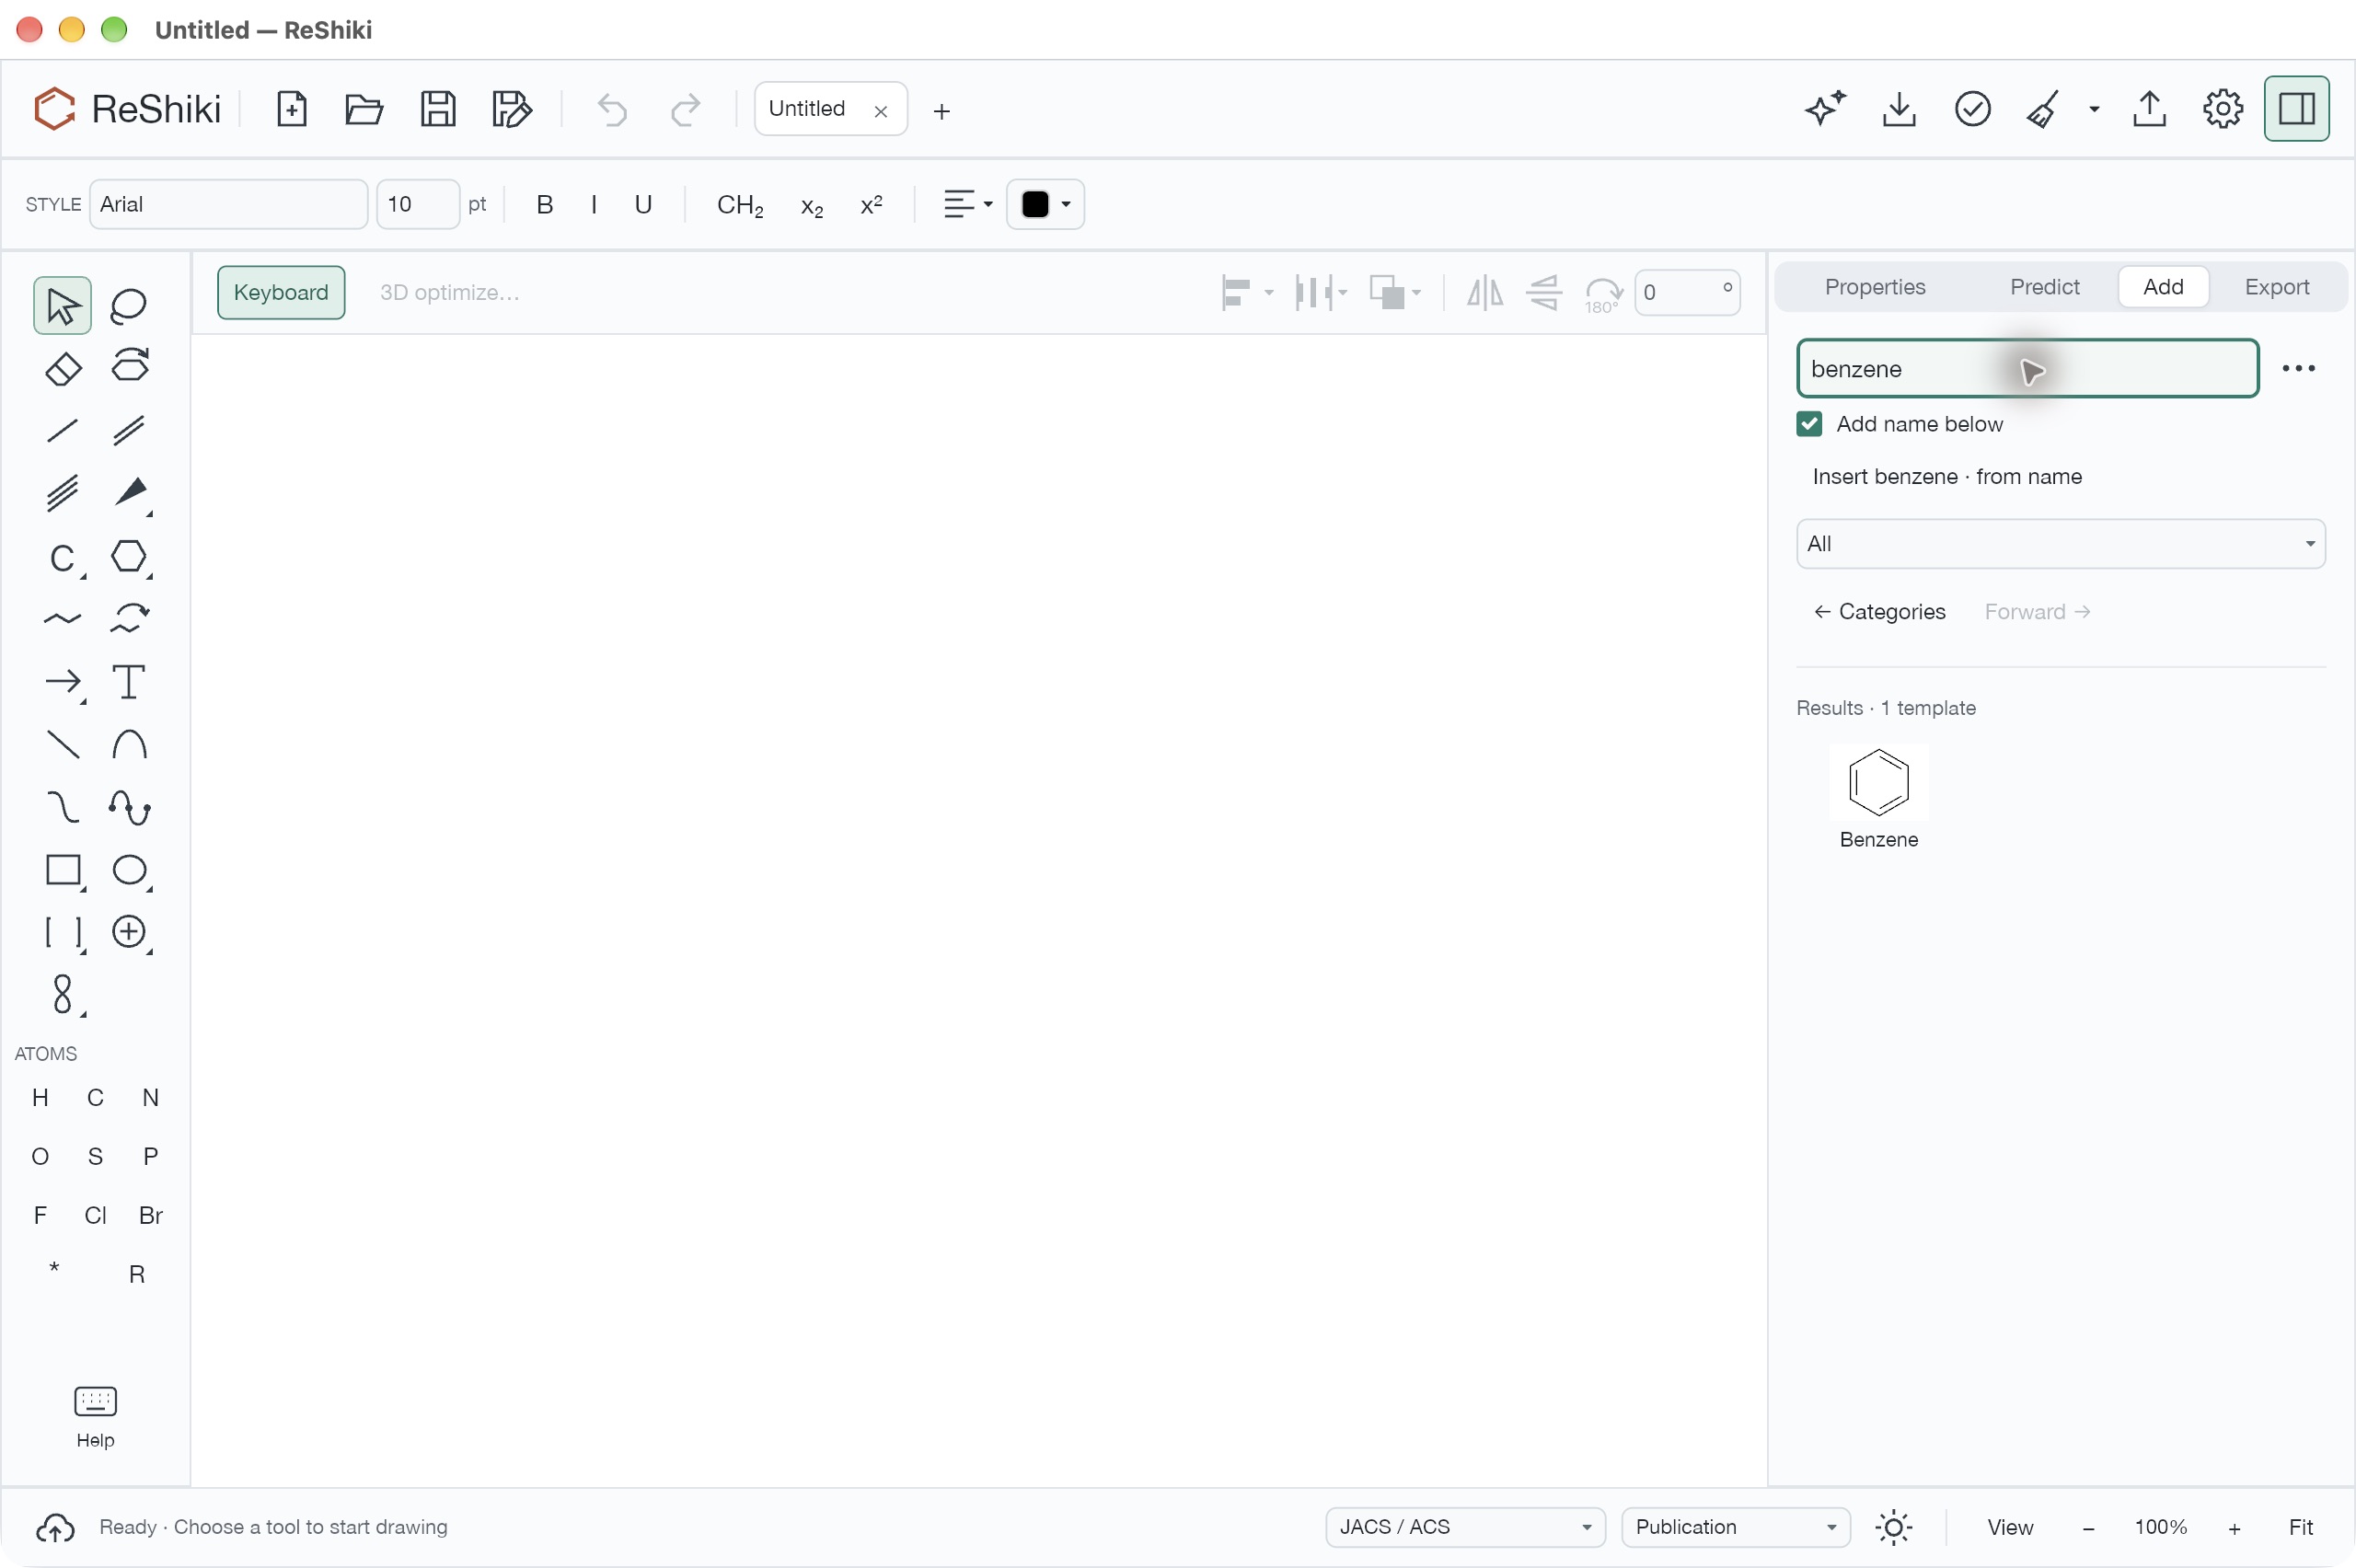 Untitled — ReShiki
ReShiki
Untitled
STYLE Arial 10 pt B I U CH₂ x₂ x²
Keyboard 3D optimize... 180° 0 °
Properties Predict Add Export
benzene
Add name below
Insert benzene · from name
All
← Categories Forward →
Results · 1 template
Benzene
C
T
[ ]
ATOMS
H C N
O S P
F Cl Br
* R
Help
Ready · Choose a tool to start drawing JACS / ACS Publication View – 100% + Fit